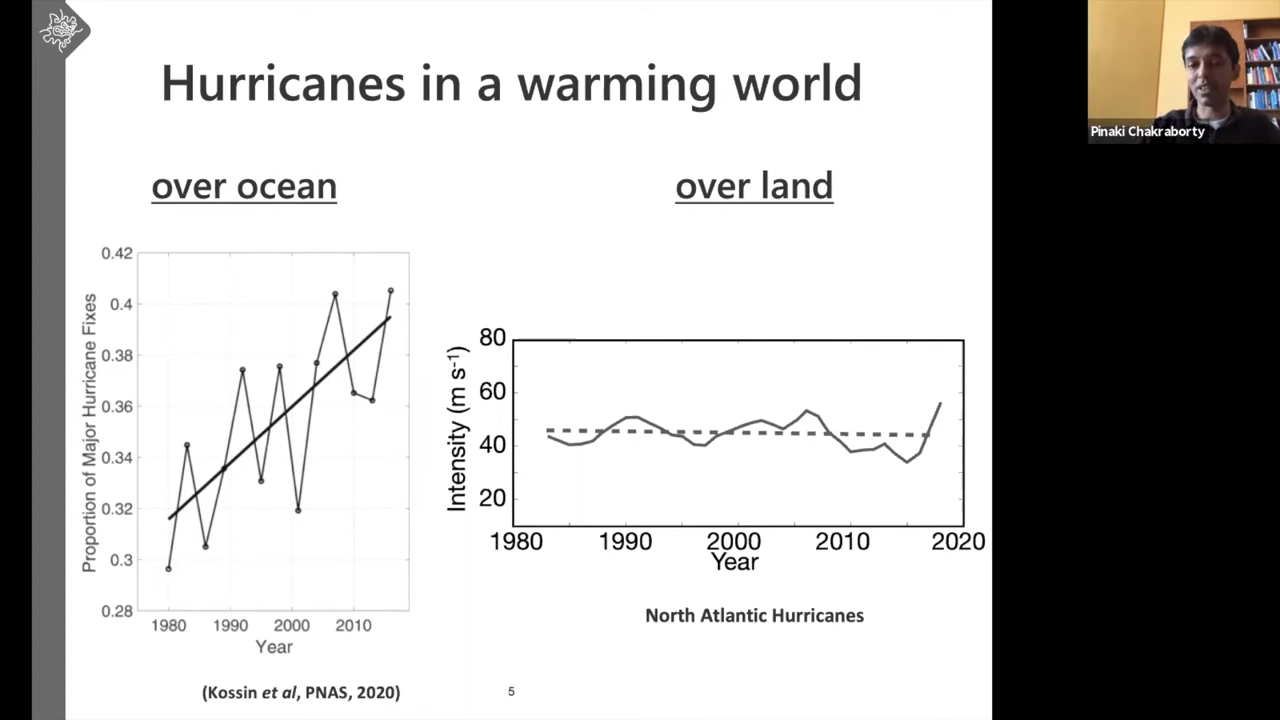 Hurricanes in a warming world
Pinaki Chakraborty
over ocean
over land
Proportion of Major Hurricane Fixes
0.42
0.4
0.38
0.36
0.34
0.32
0.3
0.28
1980 1990 2000 2010
Year
(Kossin et al, PNAS, 2020)
Intensity (m s-1)
80
60
40
20
1980 1990 2000 2010 2020
Year
North Atlantic Hurricanes
5